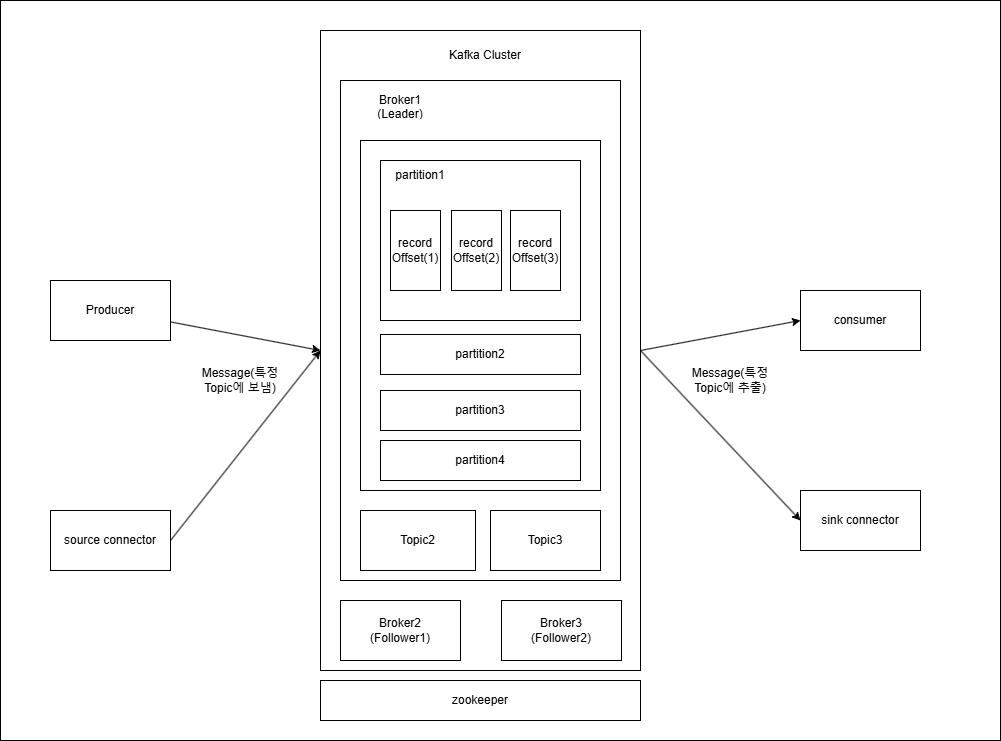 Kafka Cluster
Broker1
(Leader)
partition1
record
Offset(1)
record
Offset(2)
record
Offset(3)
partition2
partition3
partition4
Topic2
Topic3
Broker2
(Follower1)
Broker3
(Follower2)
zookeeper
Producer
Message(특정
Topic에 보냄)
source connector
consumer
Message(특정
Topic에 추출)
sink connector